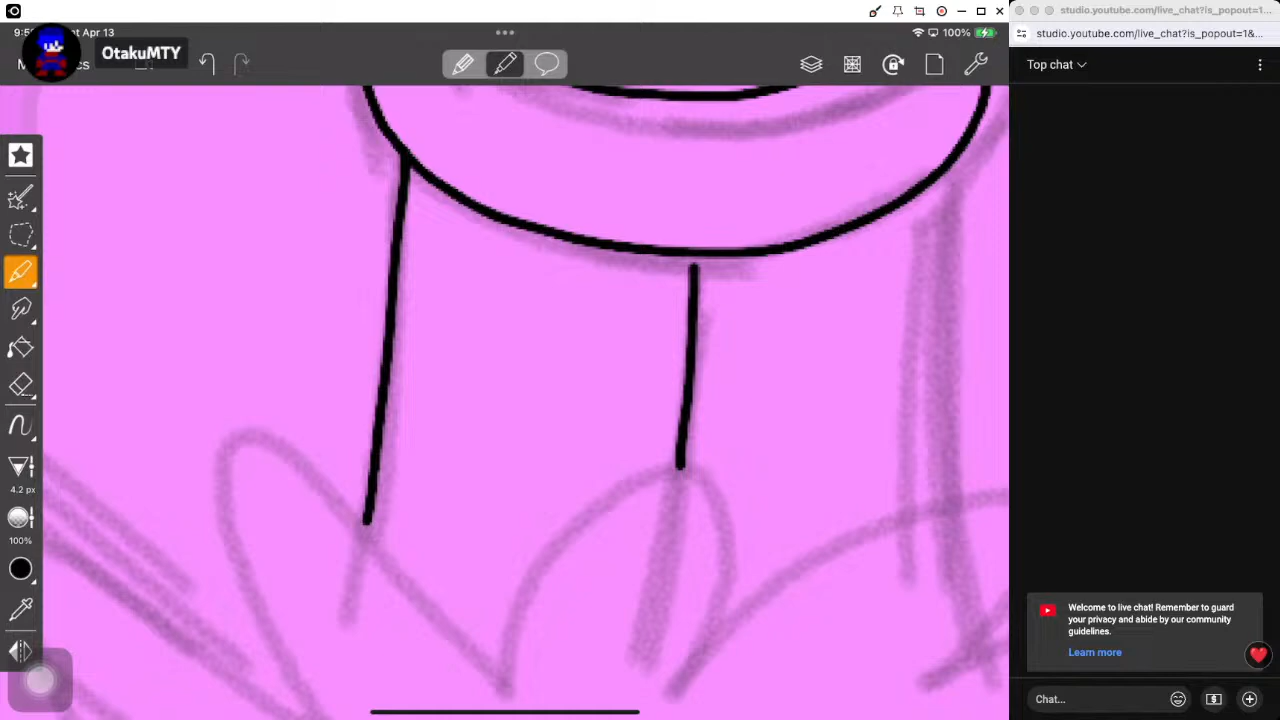 studio.youtube.com/live_chat?is_popout=1...
studio.youtube.com/live_chat?is_popout=1&...
Apr 13
100%
OtakuMTY
Top chat
4.2 px
100%
Welcome to live chat! Remember to guard
your privacy and abide by our community
guidelines.
Learn more
Chat...